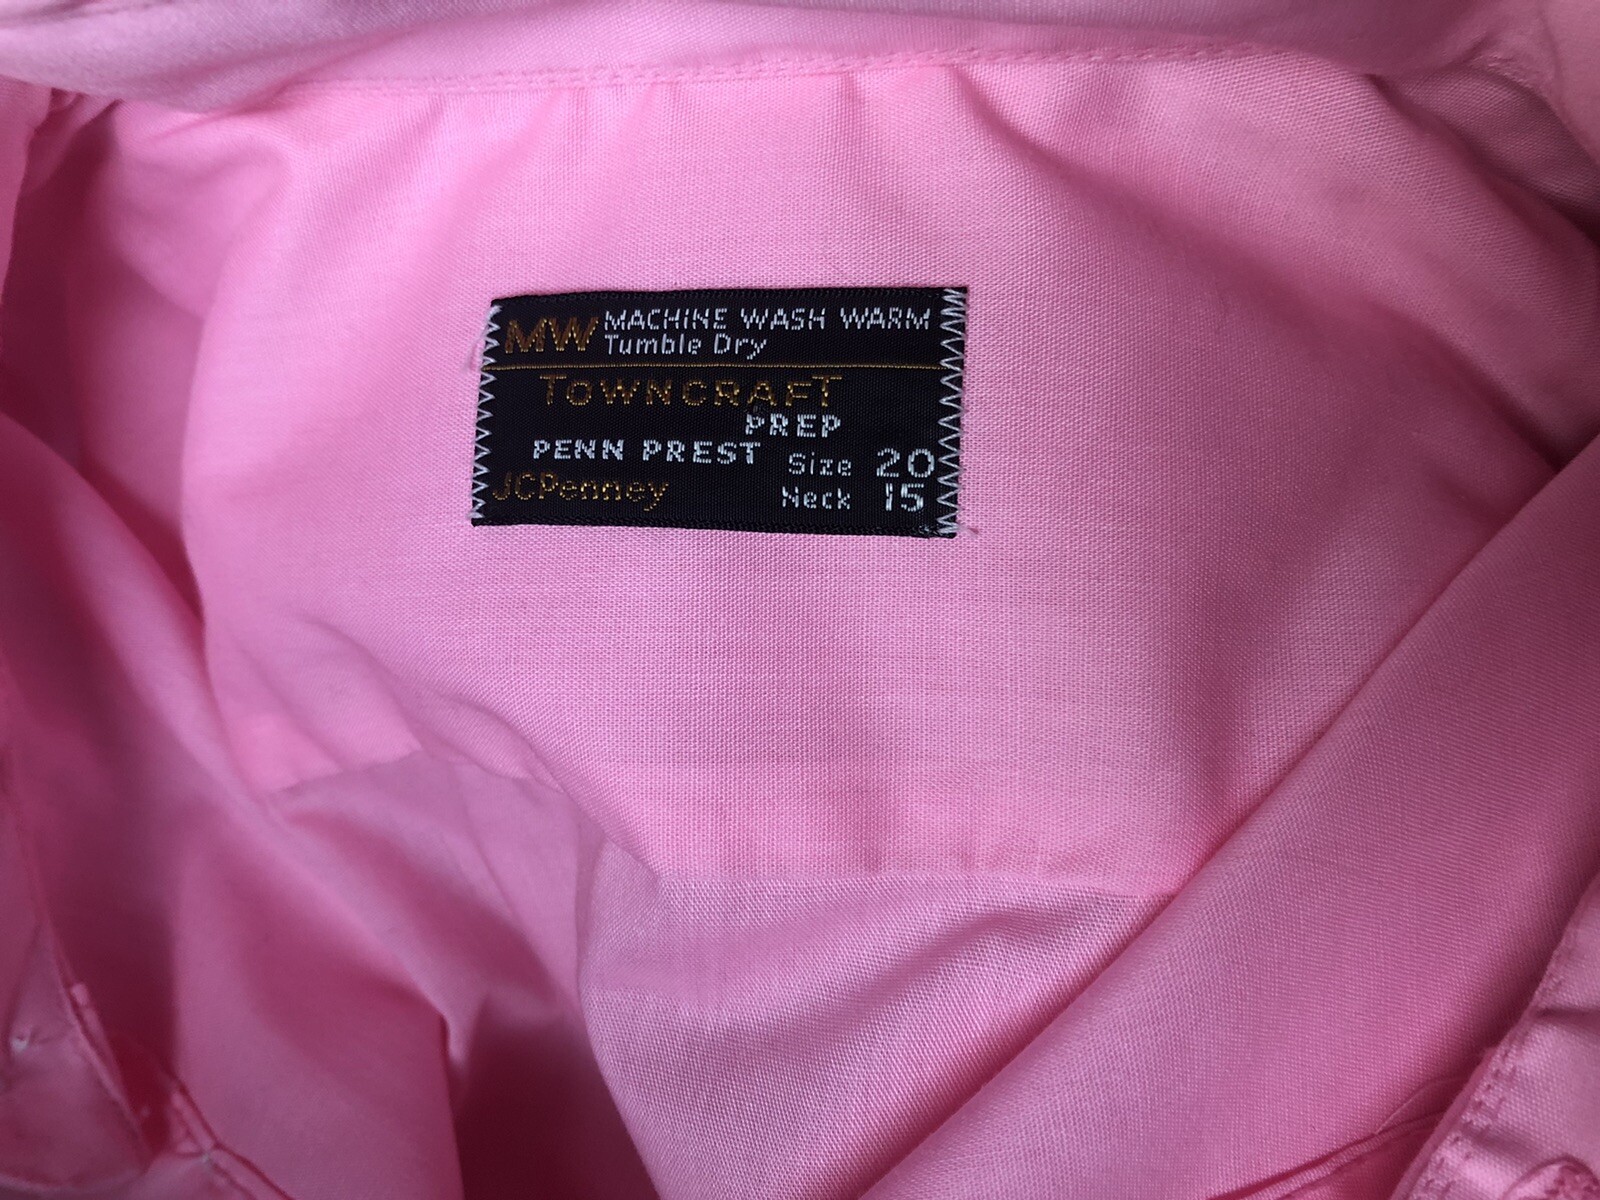 MW MACHINE WASH WARM
Tumble Dry
TOWNCRAFT
PREP
PENN PREST
Size 20
JCPenney
Neck 15